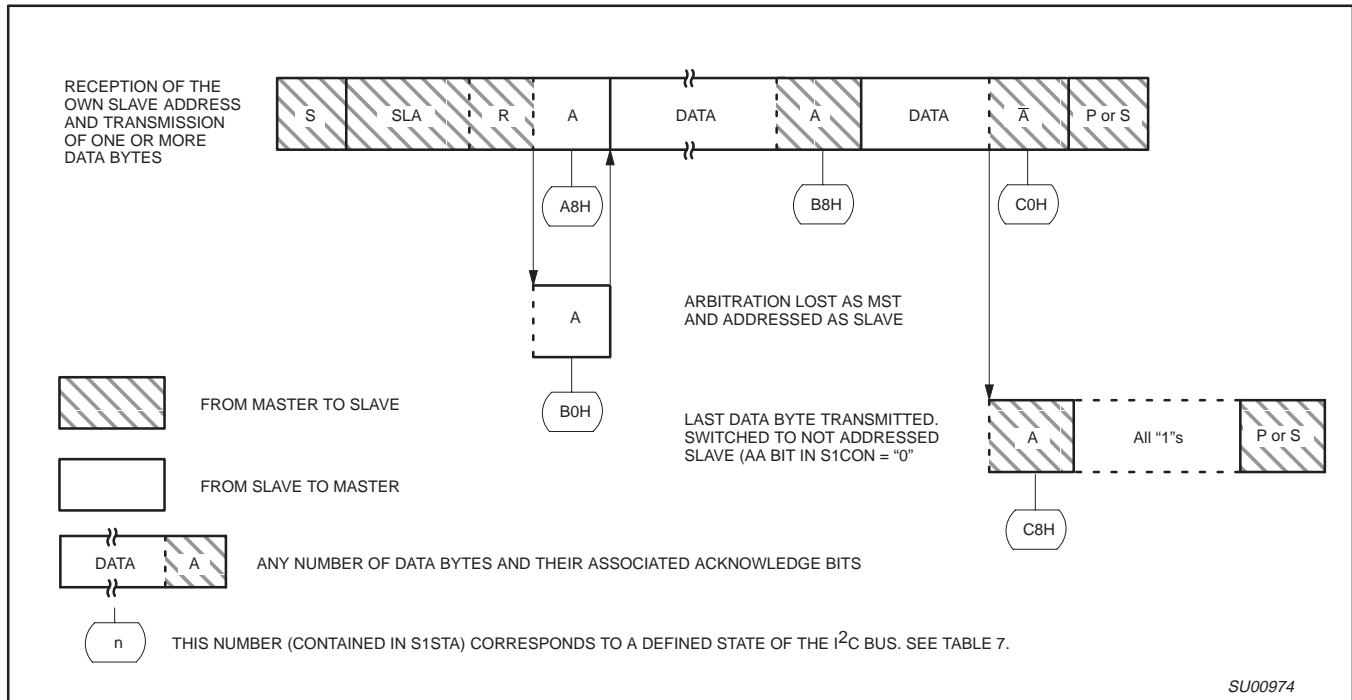 RECEPTION OF THE
OWN SLAVE ADDRESS
AND TRANSMISSION
OF ONE OR MORE
DATA BYTES
S SLA R A DATA A DATA A̅ P or S
A8H B8H C0H
A
ARBITRATION LOST AS MST
AND ADDRESSED AS SLAVE
B0H
LAST DATA BYTE TRANSMITTED.
SWITCHED TO NOT ADDRESSED
SLAVE (AA BIT IN S1CON = “0”
A All “1”s P or S
C8H
FROM MASTER TO SLAVE
FROM SLAVE TO MASTER
DATA A ANY NUMBER OF DATA BYTES AND THEIR ASSOCIATED ACKNOWLEDGE BITS
n THIS NUMBER (CONTAINED IN S1STA) CORRESPONDS TO A DEFINED STATE OF THE I²C BUS. SEE TABLE 7.
SU00974